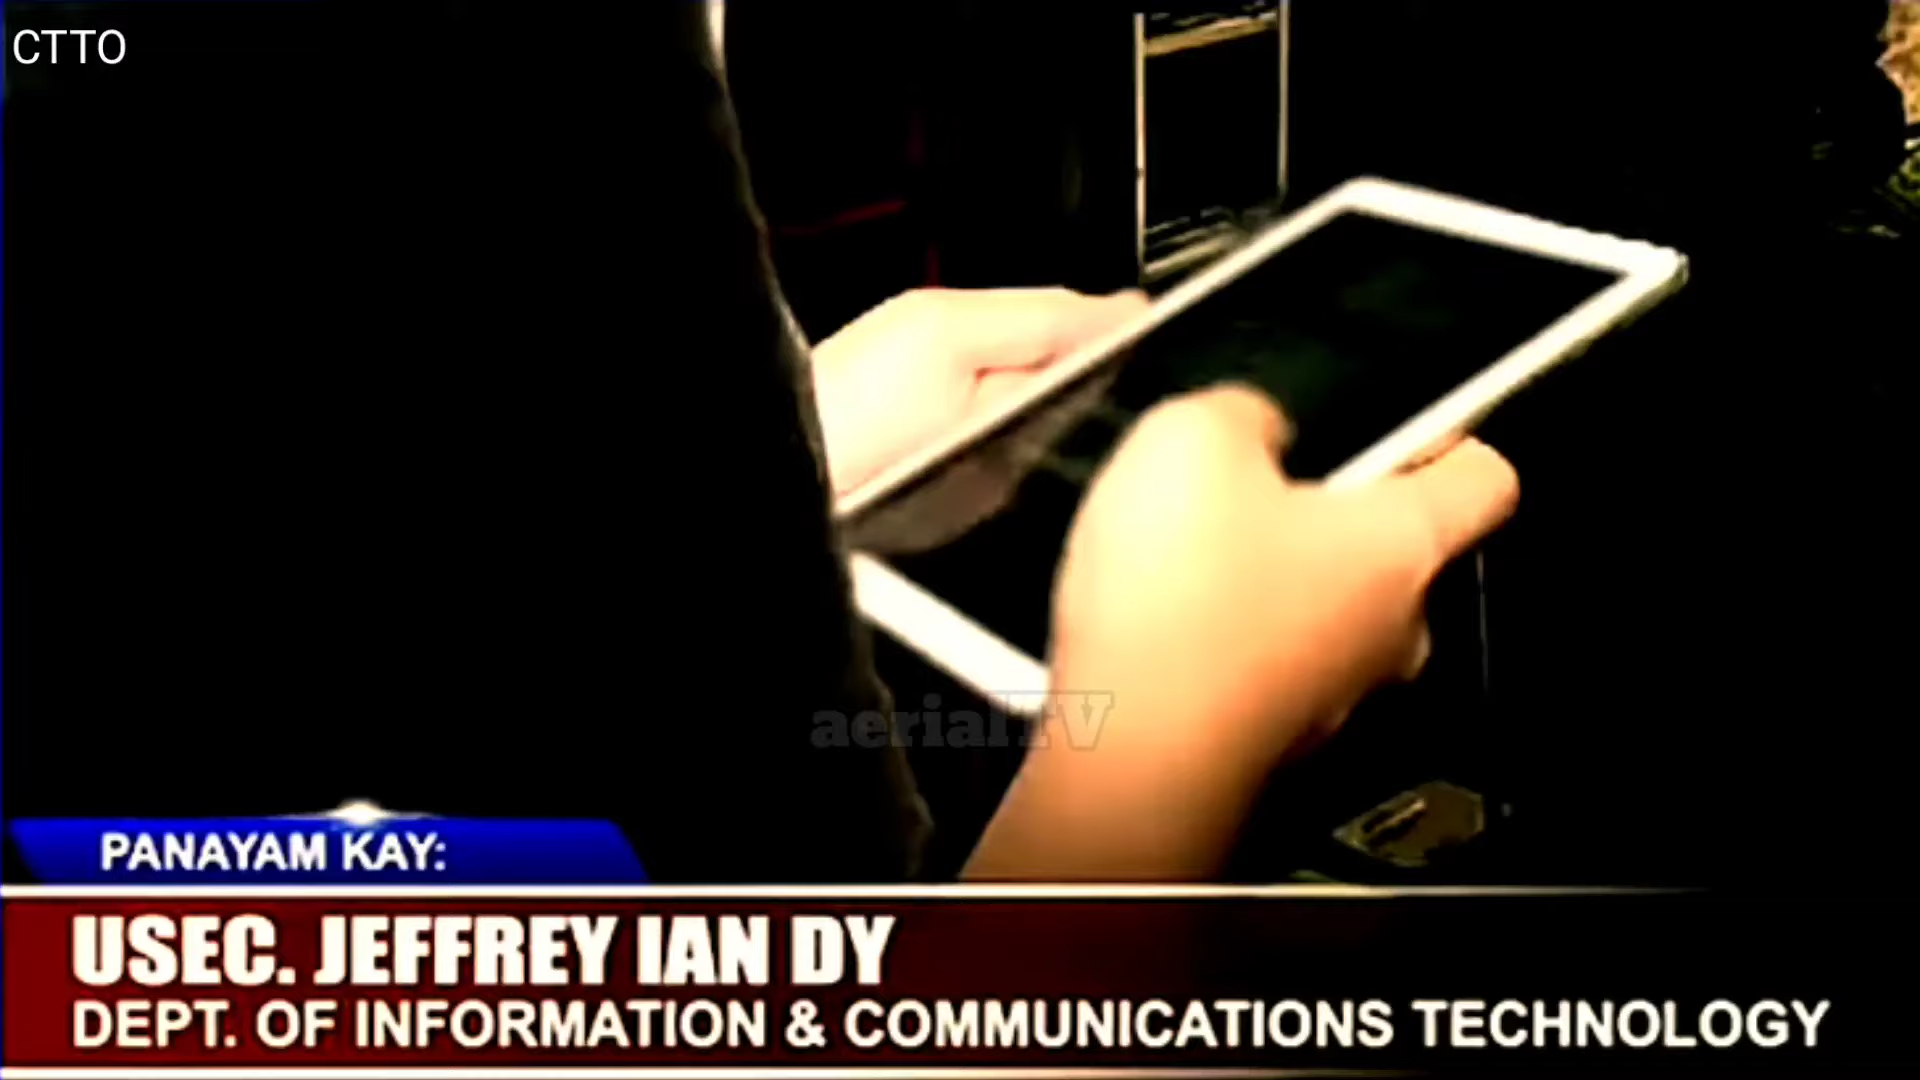 CTTO
aerialTV
PANAYAM KAY:
USEC. JEFFREY IAN DY
DEPT. OF INFORMATION & COMMUNICATIONS TECHNOLOGY